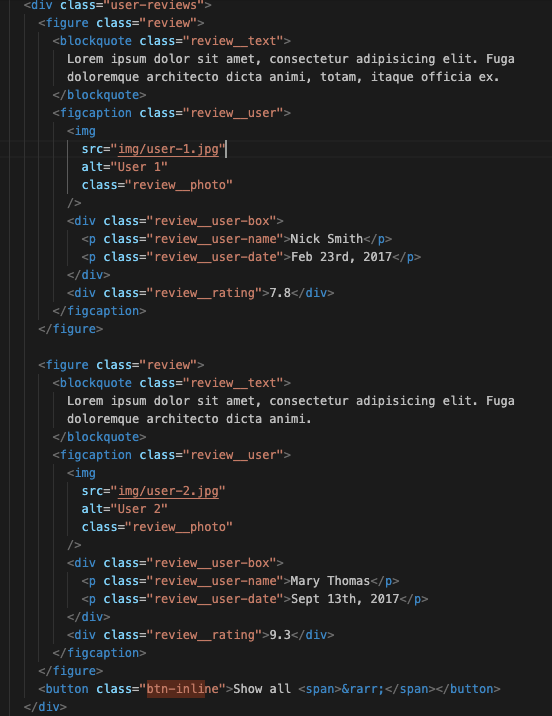 <div class="user-reviews">
<figure class="review">
<blockquote class="review__text">
Lorem ipsum dolor sit amet, consectetur adipisicing elit. Fuga
doloremque architecto dicta animi, totam, itaque officia ex.
</blockquote>
<figcaption class="review__user">
<img
src="img/user-1.jpg"
alt="User 1"
class="review__photo"
/>
<div class="review__user-box">
<p class="review__user-name">Nick Smith</p>
<p class="review__user-date">Feb 23rd, 2017</p>
</div>
<div class="review__rating">7.8</div>
</figcaption>
</figure>
<figure class="review">
<blockquote class="review__text">
Lorem ipsum dolor sit amet, consectetur adipisicing elit. Fuga
doloremque architecto dicta animi.
</blockquote>
<figcaption class="review__user">
<img
src="img/user-2.jpg"
alt="User 2"
class="review__photo"
/>
<div class="review__user-box">
<p class="review__user-name">Mary Thomas</p>
<p class="review__user-date">Sept 13th, 2017</p>
</div>
<div class="review__rating">9.3</div>
</figcaption>
</figure>
<button class="btn-inline">Show all <span>&rarr;</span></button>
</div>